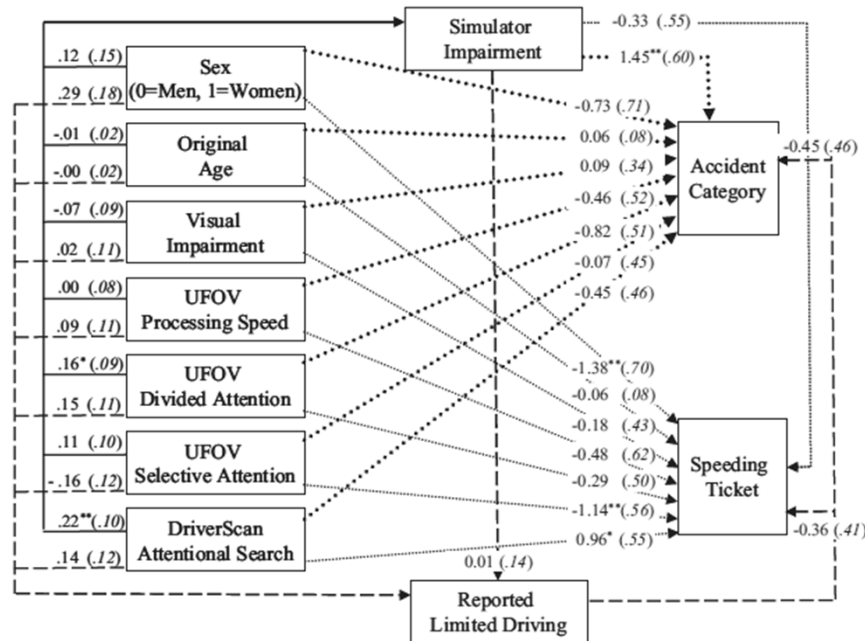 Simulator
Impairment
-0.33 (.55)
1.45** (.60)
.12 (.15)
.29 (.18)
Sex
(0=Men, 1=Women)
-.01 (.02)
-.00 (.02)
Original
Age
-.07 (.09)
.02 (.11)
Visual
Impairment
.00 (.08)
.09 (.11)
UFOV
Processing Speed
.16* (.09)
.15 (.11)
UFOV
Divided Attention
.11 (.10)
-.16 (.12)
UFOV
Selective Attention
.22** (.10)
.14 (.12)
DriverScan
Attentional Search
-0.73 (.71)
0.06 (.08)
0.09 (.34)
-0.46 (.52)
-0.82 (.51)
-0.07 (.45)
-0.45 (.46)
Accident
Category
-0.45 (.46)
-1.38** (.70)
-0.06 (.08)
-0.18 (.43)
-0.48 (.62)
-0.29 (.50)
-1.14** (.56)
0.96* (.55)
Speeding
Ticket
-0.36 (.41)
0.01 (.14)
Reported
Limited Driving